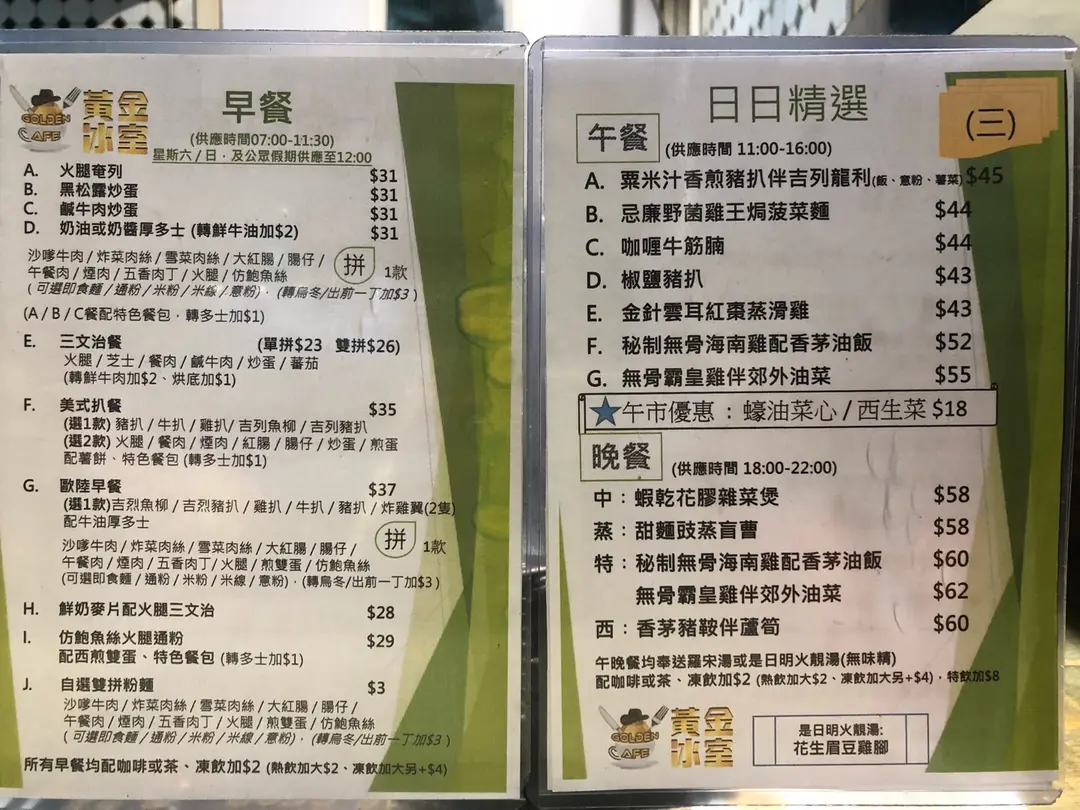 GOLDEN CAFE
黃金冰室
早餐
(供應時間07:00-11:30)
星斯六/日﹐及公眾假期供應至12:00
A. 火腿奄列 $31
B. 黑松露炒蛋 $31
C. 鹹牛肉炒蛋 $31
D. 奶油或奶醬厚多士 (轉鮮牛油加$2) $31
沙嗲牛肉/炸菜肉絲/雪菜肉絲/大紅腸/腸仔/
午餐肉/煙肉/五香肉丁/火腿/仿鮑魚絲
拼 1款
(可選即食麵/通粉/米粉/米線/意粉)﹐(轉烏冬/出前一丁加$3)
(A/B/C餐配特色餐包﹐轉多士加$1)
E. 三文治餐 (單拼$23 雙拼$26)
火腿/芝士/餐肉/鹹牛肉/炒蛋/蕃茄
(轉鮮牛肉加$2、烘底加$1)
F. 美式扒餐 $35
(選1款) 豬扒/牛扒/雞扒/吉列魚柳/吉列豬扒
(選2款) 火腿/餐肉/煙肉/紅腸/腸仔/炒蛋/煎蛋
配薯餅、特色餐包 (轉多士加$1)
G. 歐陸早餐 $37
(選1款)吉烈魚柳/吉烈豬扒/雞扒/牛扒/豬扒/炸雞翼(2隻)
配牛油厚多士
沙嗲牛肉/炸菜肉絲/雪菜肉絲/大紅腸/腸仔/
午餐肉/煙肉/五香肉丁/火腿/煎雙蛋/仿鮑魚絲
拼 1款
(可選即食麵/通粉/米粉/米線/意粉)﹐(轉烏冬/出前一丁加$3)
H. 鮮奶麥片配火腿三文治 $28
I. 仿鮑魚絲火腿通粉 $29
配西煎雙蛋、特色餐包 (轉多士加$1)
J. 自選雙拼粉麵 $3
沙嗲牛肉/炸菜肉絲/雪菜肉絲/大紅腸/腸仔/
午餐肉/煙肉/五香肉丁/火腿/煎雙蛋/仿鮑魚絲
(可選即食麵/通粉/米粉/米線/意粉)﹐(轉烏冬/出前一丁加$3)
所有早餐均配咖啡或茶、凍飲加$2 (熱飲加大$2、凍飲加大另+$4)
日日精選
(三)
午餐 (供應時間 11:00-16:00)
A. 粟米汁香煎豬扒伴吉列龍利(飯、意粉、薯菜) $45
B. 忌廉野菌雞王焗菠菜麵 $44
C. 咖喱牛筋腩 $44
D. 椒鹽豬扒 $43
E. 金針雲耳紅棗蒸滑雞 $43
F. 秘制無骨海南雞配香茅油飯 $52
G. 無骨霸皇雞伴郊外油菜 $55
★午市優惠:蠔油菜心/西生菜 $18
晚餐 (供應時間 18:00-22:00)
中:蝦乾花膠雜菜煲 $58
蒸:甜麵豉蒸盲曹 $58
特:秘制無骨海南雞配香茅油飯 $60
無骨霸皇雞伴郊外油菜 $62
西:香茅豬鞍伴蘆筍 $60
午晚餐均奉送羅宋湯或是日明火靚湯(無味精)
配咖啡或茶、凍飲加$2 (熱飲加大$2、凍飲加大另+$4)﹐特飲加$8
GOLDEN CAFE
黃金冰室
是日明火靚湯:
花生眉豆雞腳